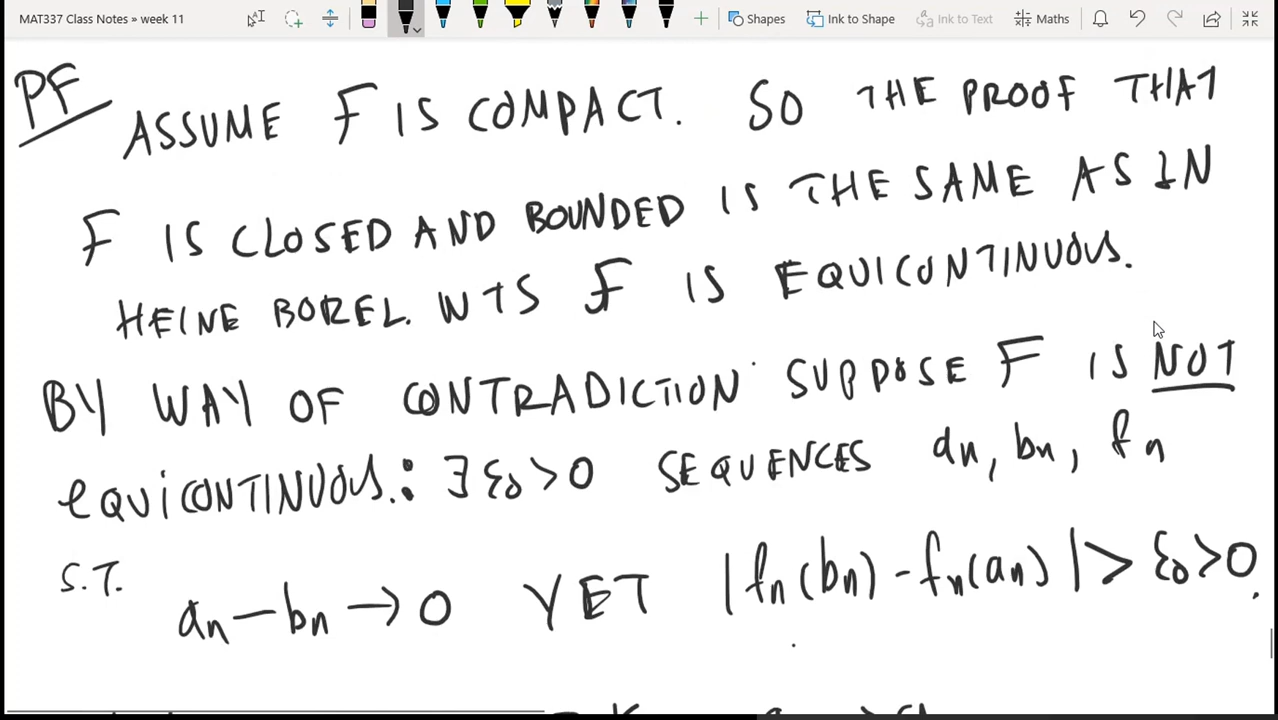 MAT337 Class Notes » week 11
Shapes
Ink to Shape
Ink to Text
Maths
PF
ASSUME F IS COMPACT. SO THE PROOF THAT
F IS CLOSED AND BOUNDED IS THE SAME AS IN
HEINE BOREL. WTS F IS EQUICONTINUOUS.
BY WAY OF CONTRADICTION SUPPOSE F IS NOT
EQUICONTINUOUS.: ∃ ε₀ > 0 SEQUENCES aₙ, bₙ, fₙ
S.T. aₙ − bₙ → 0 YET |fₙ(bₙ) - fₙ(aₙ)| > ε₀ > 0.